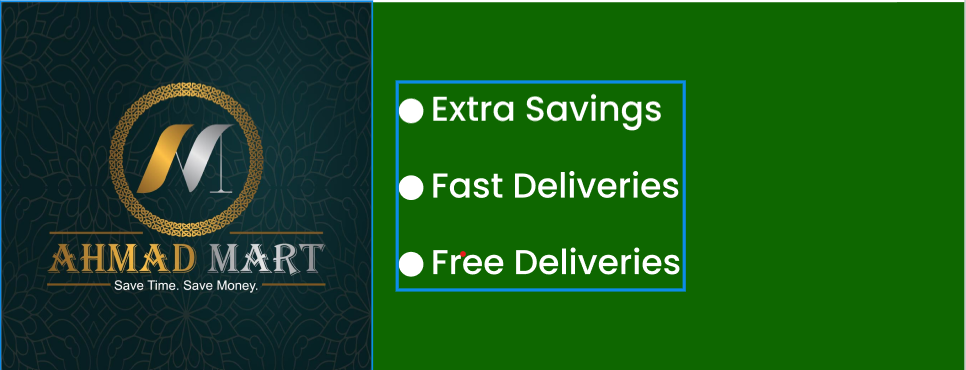 M
AHMAD MART
Save Time. Save Money.
● Extra Savings
● Fast Deliveries
● Free Deliveries